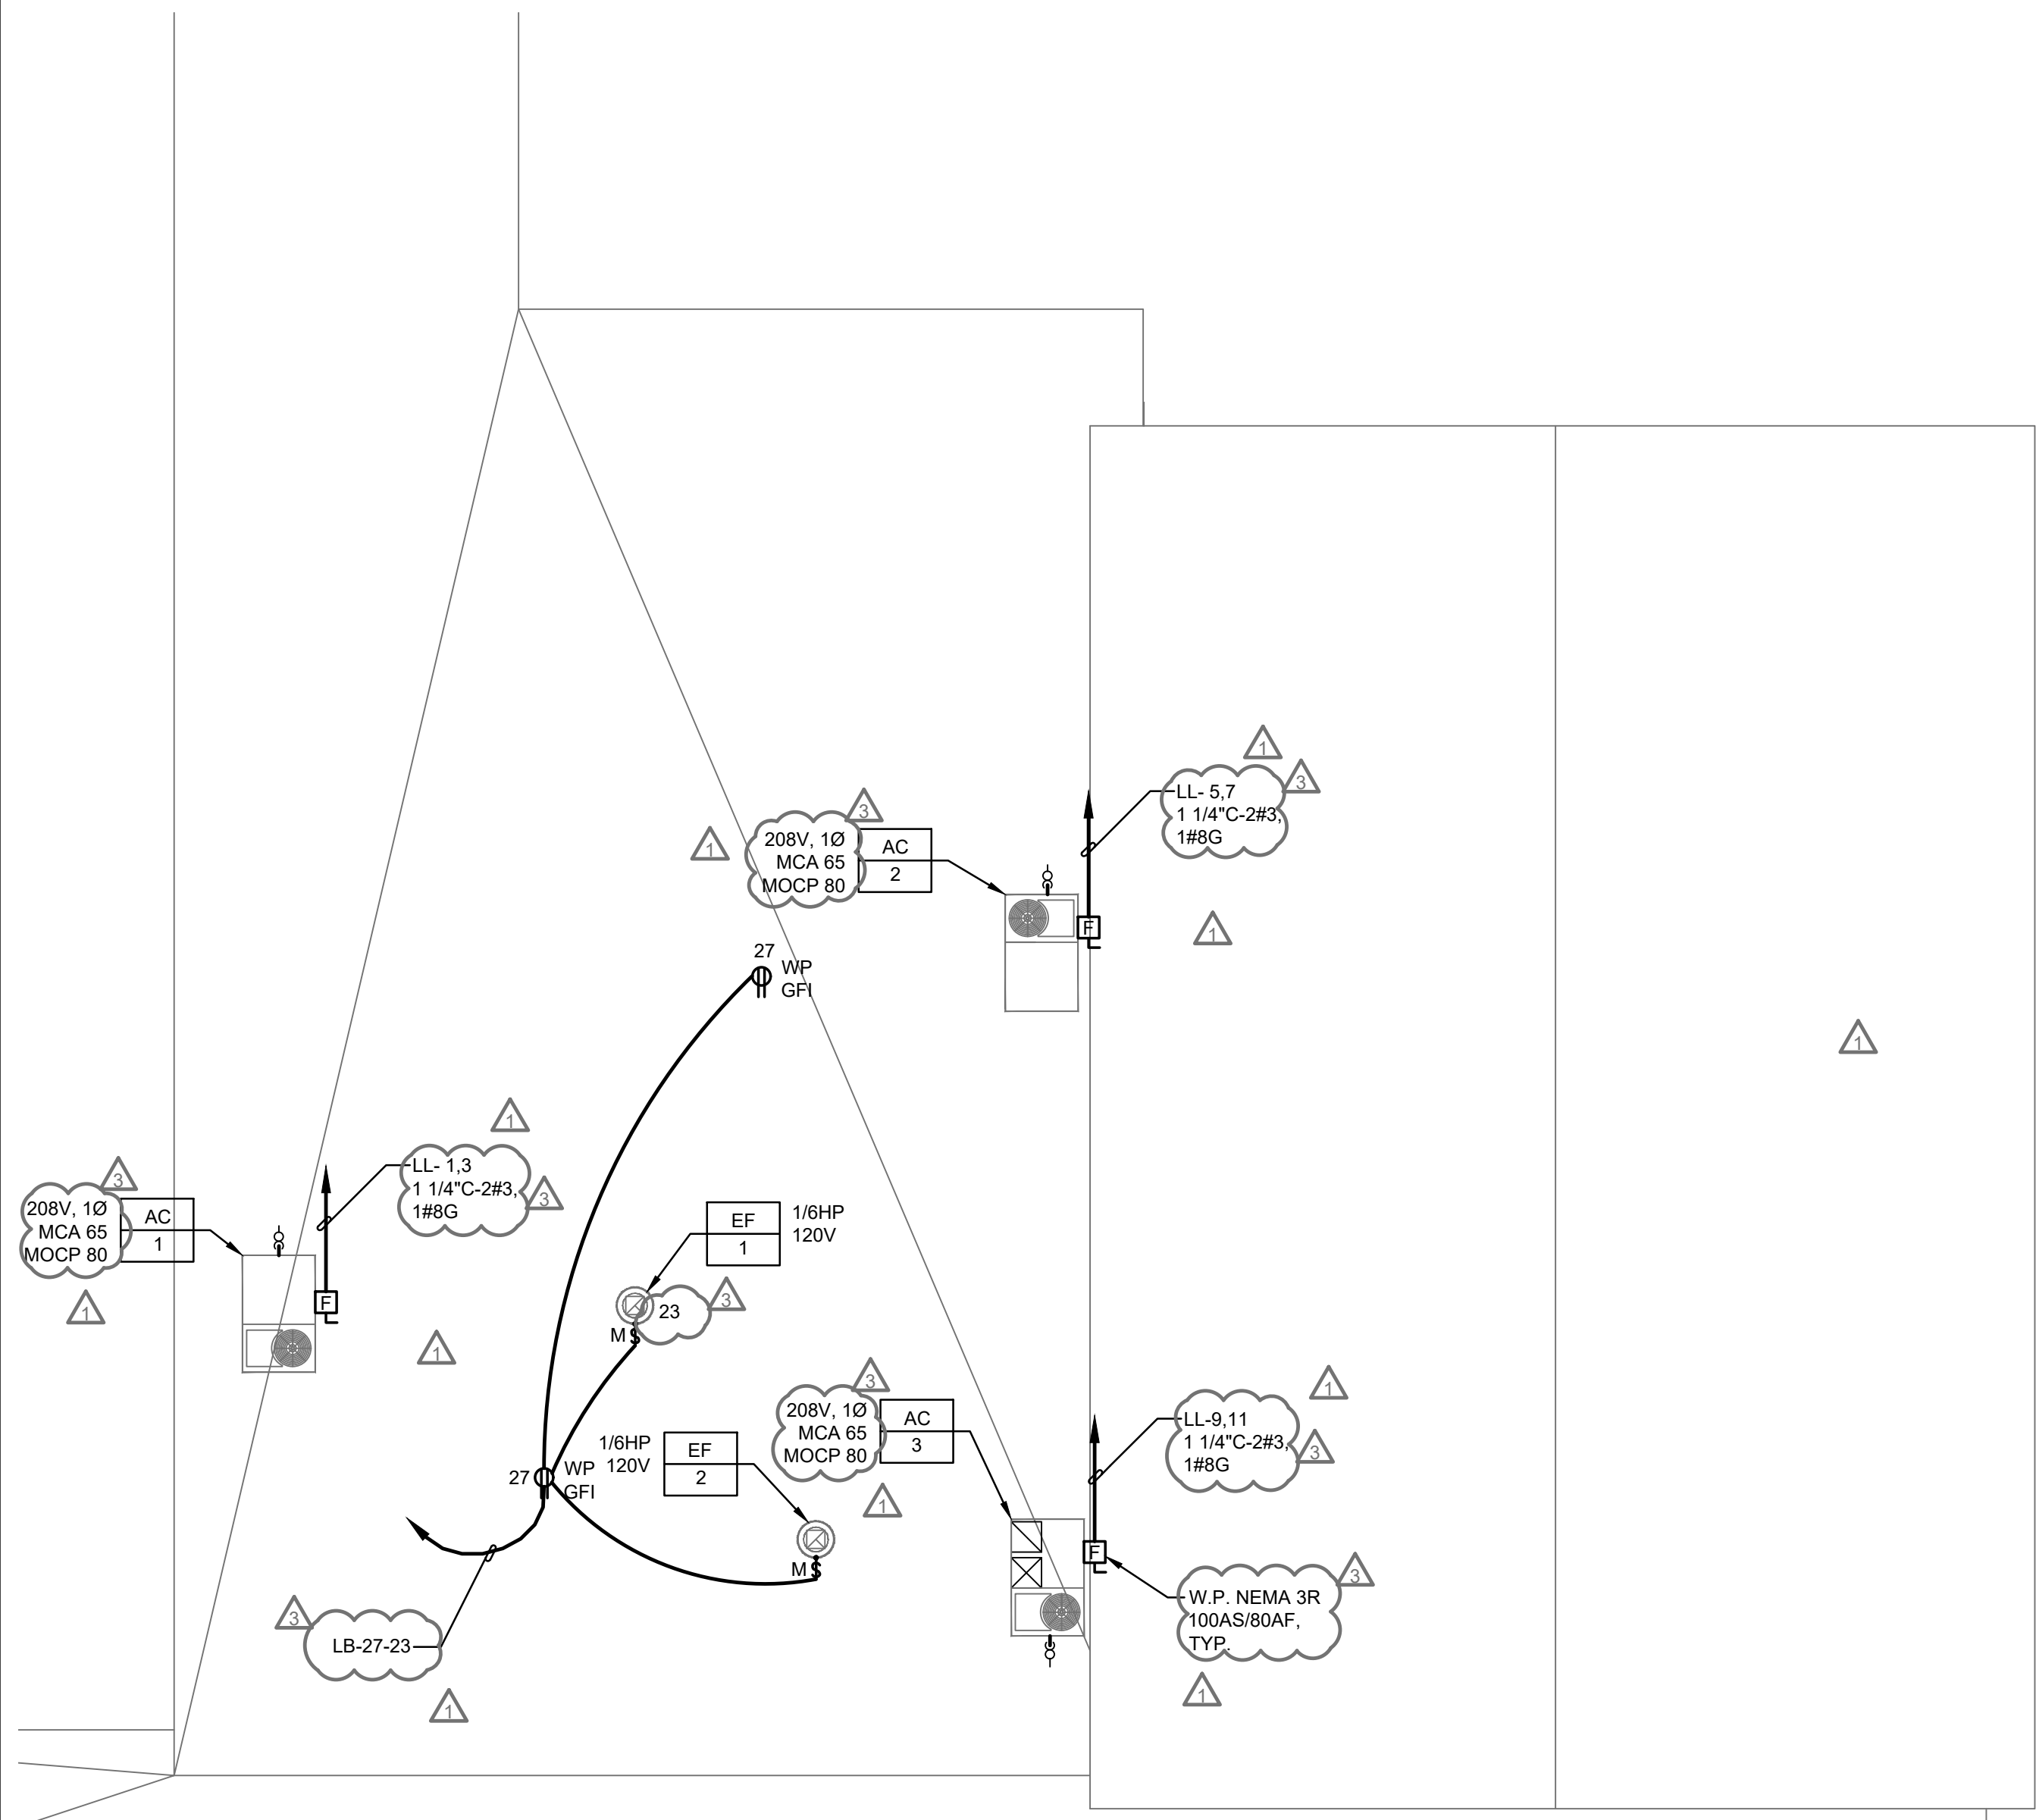 1
LL- 5,7
1 1/4"C-2#3,
1#8G
3
3
1
208V, 1Ø
MCA 65
MOCP 80
AC
2
F
1
27
WP
GFI
1
1
LL- 1,3
1 1/4"C-2#3,
1#8G
3
3
208V, 1Ø
MCA 65
MOCP 80
AC
1
1
F
1
EF
1
1/6HP
120V
23
3
M $
3
208V, 1Ø
MCA 65
MOCP 80
AC
3
1
1/6HP
120V
EF
2
M $
27
WP
GFI
1
LL-9,11
1 1/4"C-2#3,
1#8G
3
F
W.P. NEMA 3R
100AS/80AF,
TYP.
3
1
3
LB-27-23
1